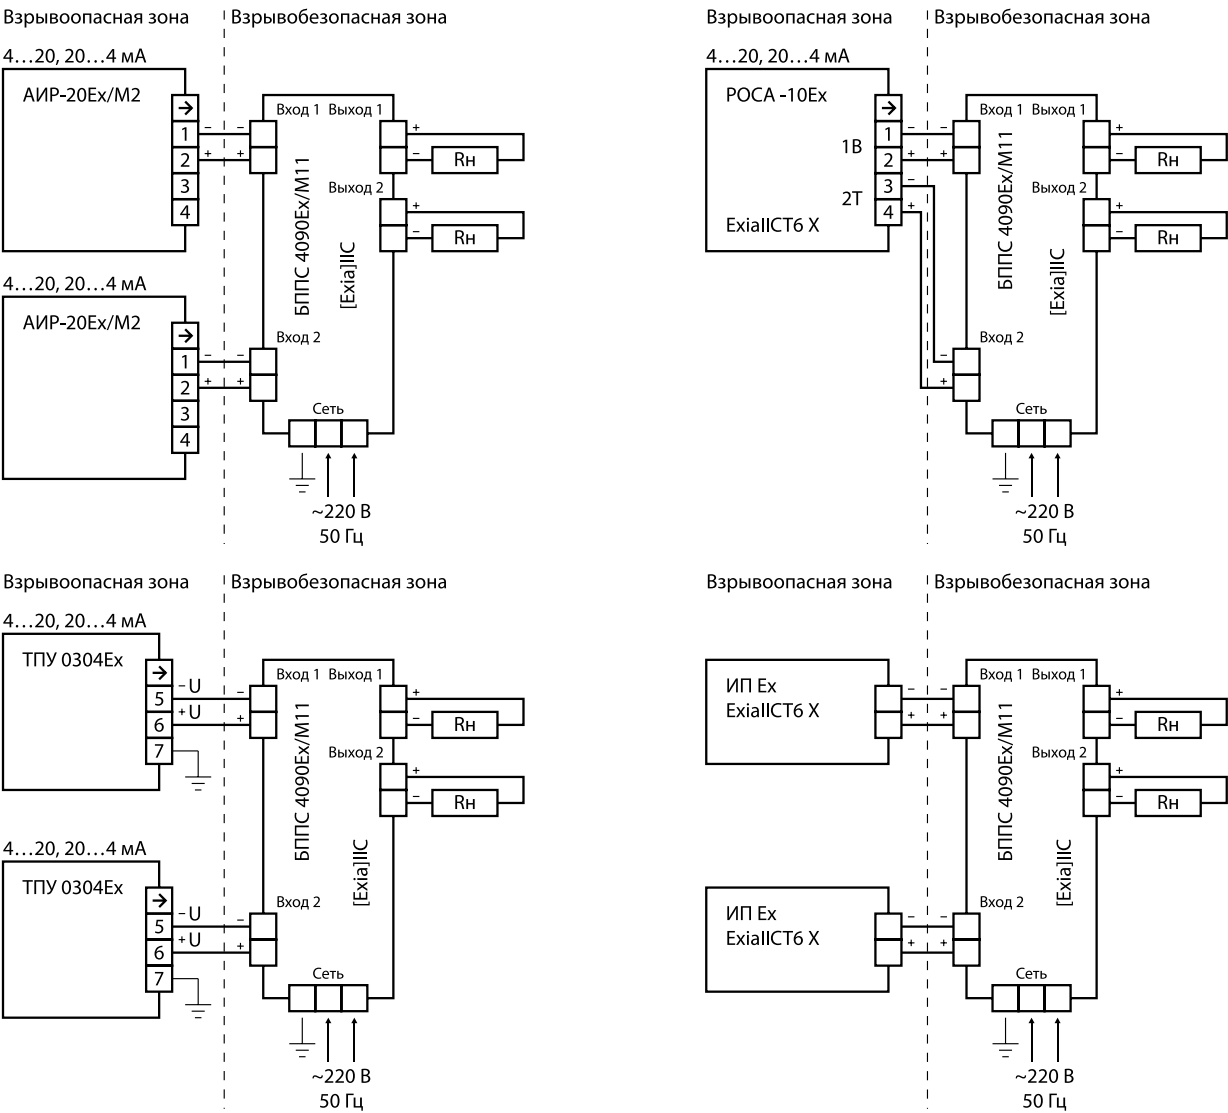 Взрывоопасная зона
Взрывобезопасная зона
4…20, 20…4 мА
АИР-20Ex/М2
→
1
2
3
4
– –
+ +
Вход 1
Выход 1
+
–
Rн
Выход 2
+
–
Rн
БППС 4090Ex/М11
[Exia]IIC
4…20, 20…4 мА
АИР-20Ex/М2
→
1
2
3
4
– –
+ +
Вход 2
Сеть
~220 В
50 Гц
Взрывоопасная зона
Взрывобезопасная зона
4…20, 20…4 мА
РОСА -10Ex
1В
2Т
ExiaIICT6 X
→
1
2
3
4
– –
+ +
–
+
Вход 1
Выход 1
+
–
Rн
Выход 2
+
–
Rн
БППС 4090Ex/М11
[Exia]IIC
Вход 2
–
+
Сеть
~220 В
50 Гц
Взрывоопасная зона
Взрывобезопасная зона
4…20, 20…4 мА
ТПУ 0304Ex
→
5
6
7
– U
+ U
–
+
Вход 1
Выход 1
+
–
Rн
Выход 2
+
–
Rн
БППС 4090Ex/М11
[Exia]IIC
4…20, 20…4 мА
ТПУ 0304Ex
→
5
6
7
– U
+ U
–
+
Вход 2
Сеть
~220 В
50 Гц
Взрывоопасная зона
Взрывобезопасная зона
ИП Ex
ExiaIICT6 X
– –
+ +
Вход 1
Выход 1
+
–
Rн
Выход 2
+
–
Rн
БППС 4090Ex/М11
[Exia]IIC
ИП Ex
ExiaIICT6 X
– –
+ +
Вход 2
Сеть
~220 В
50 Гц